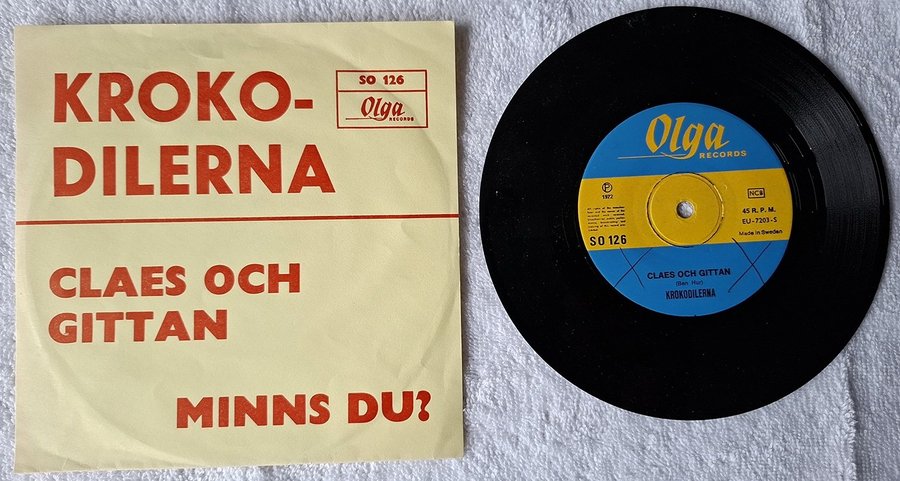 KROKO-
DILERNA
SO 126
Olga
RECORDS
CLAES OCH
GITTAN
MINNS DU?
Olga
RECORDS
P
1972
NCB
45 R. P. M.
EU-7203-S
Made in Sweden
SO 126
CLAES OCH GITTAN
(Ben Hur)
KROKODILERNA